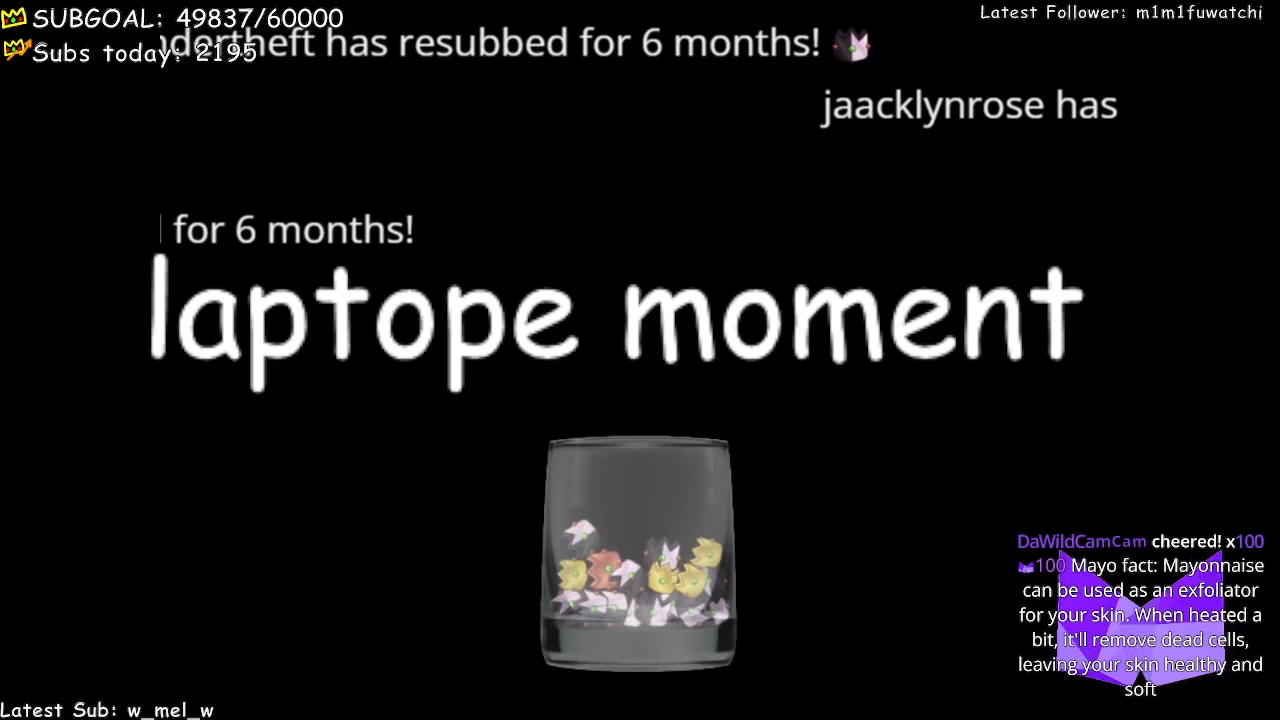 SUBGOAL: 49837/60000
Latest Follower: m1m1fuwatchi
dertheft has resubbed for 6 months!
Subs today: 2195
jaacklynrose has
for 6 months!
laptope moment
DaWildCamCam cheered! x100
100 Mayo fact: Mayonnaise
can be used as an exfoliator
for your skin. When heated a
bit, it'll remove dead cells,
leaving your skin healthy and
soft
Latest Sub: w_mel_w